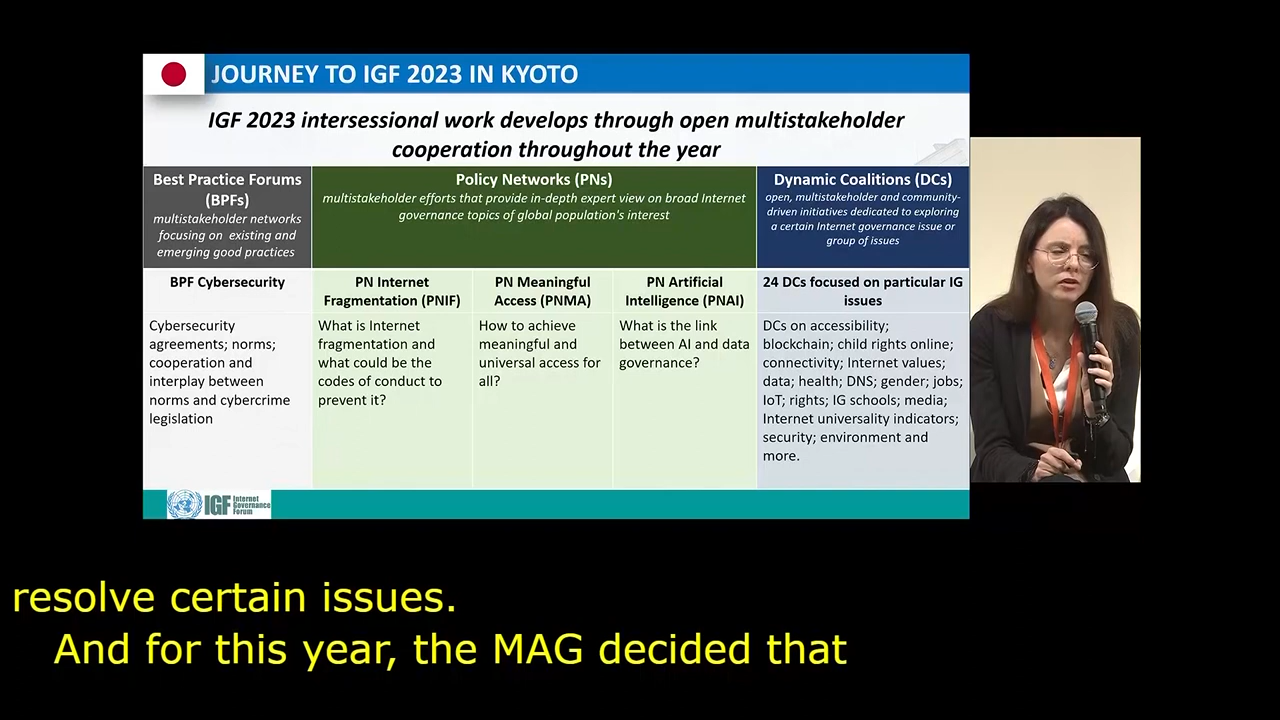 JOURNEY TO IGF 2023 IN KYOTO
IGF 2023 intersessional work develops through open multistakeholder
cooperation throughout the year
Best Practice Forums
(BPFs)
multistakeholder networks
focusing on existing and
emerging good practices
Policy Networks (PNs)
multistakeholder efforts that provide in-depth expert view on broad Internet
governance topics of global population's interest
Dynamic Coalitions (DCs)
open, multistakeholder and community-
driven initiatives dedicated to exploring
a certain Internet governance issue or
group of issues
BPF Cybersecurity
PN Internet
Fragmentation (PNIF)
PN Meaningful
Access (PNMA)
PN Artificial
Intelligence (PNAI)
24 DCs focused on particular IG
issues
Cybersecurity
agreements; norms;
cooperation and
interplay between
norms and cybercrime
legislation
What is Internet
fragmentation and
what could be the
codes of conduct to
prevent it?
How to achieve
meaningful and
universal access for
all?
What is the link
between AI and data
governance?
DCs on accessibility;
blockchain; child rights online;
connectivity; Internet values;
data; health; DNS; gender; jobs;
IoT; rights; IG schools; media;
Internet universality indicators;
security; environment and
more.
IGF
Internet
Governance
Forum
resolve certain issues.
And for this year, the MAG decided that